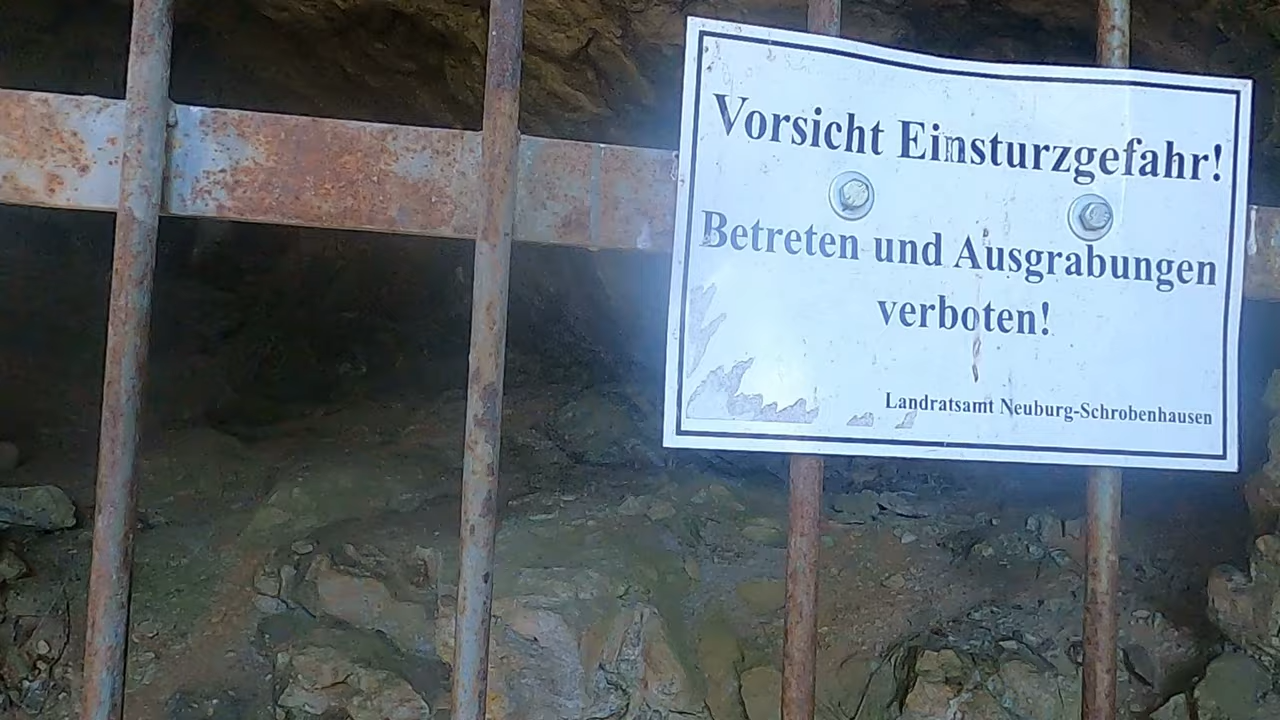 Vorsicht Einsturzgefahr!
Betreten und Ausgrabungen
verboten!
Landratsamt Neuburg-Schrobenhausen